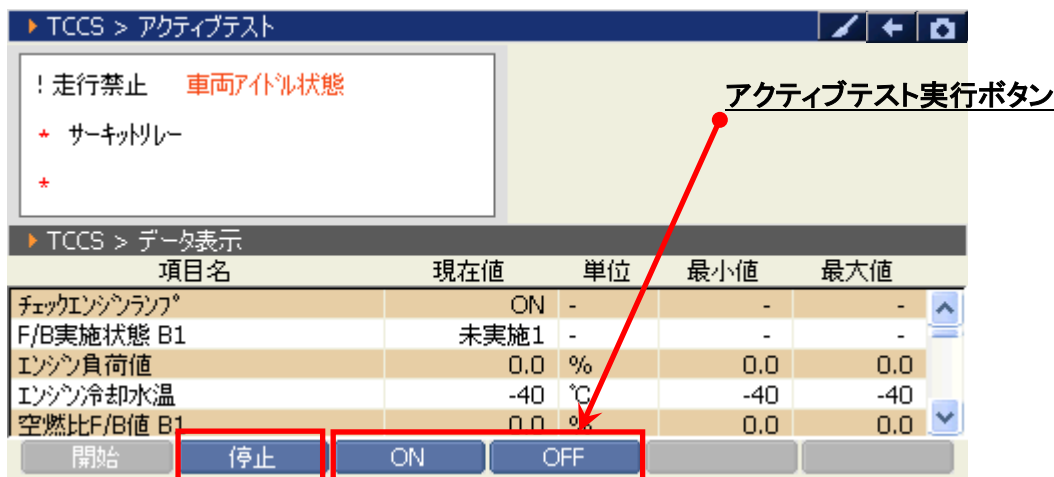 TCCS > アクティブテスト
! 走行禁止 車両ｱｲﾄﾞﾙ状態
* ｻｰｷｯﾄﾘﾚｰ
*
アクティブテスト実行ボタン
TCCS > データ表示
項目名 現在値 単位 最小値 最大値
ﾁｪｯｸｴﾝｼﾞﾝﾗﾝﾌﾟ ON - - -
F/B実施状態 B1 未実施1 - - -
ｴﾝｼﾞﾝ負荷値 0.0 % 0.0 0.0
ｴﾝｼﾞﾝ冷却水温 -40 ℃ -40 -40
空燃比F/B値 B1 0.0 % 0.0 0.0
開始 停止 ON OFF